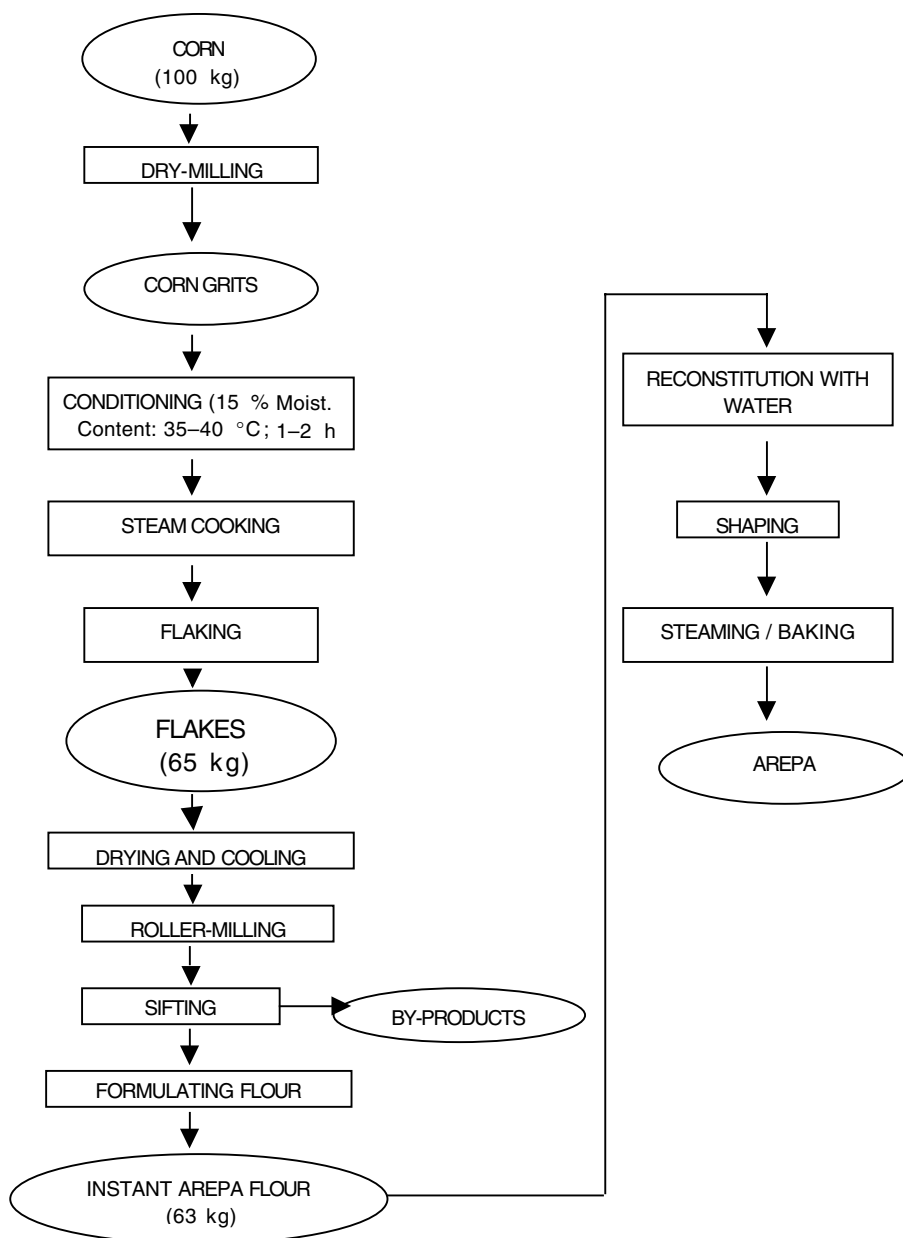 CORN
(100 kg)
DRY-MILLING
CORN GRITS
CONDITIONING (15 % Moist.
Content: 35–40 °C; 1–2 h
STEAM COOKING
FLAKING
FLAKES
(65 kg)
DRYING AND COOLING
ROLLER-MILLING
SIFTING
BY-PRODUCTS
FORMULATING FLOUR
INSTANT AREPA FLOUR
(63 kg)
RECONSTITUTION WITH
WATER
SHAPING
STEAMING / BAKING
AREPA